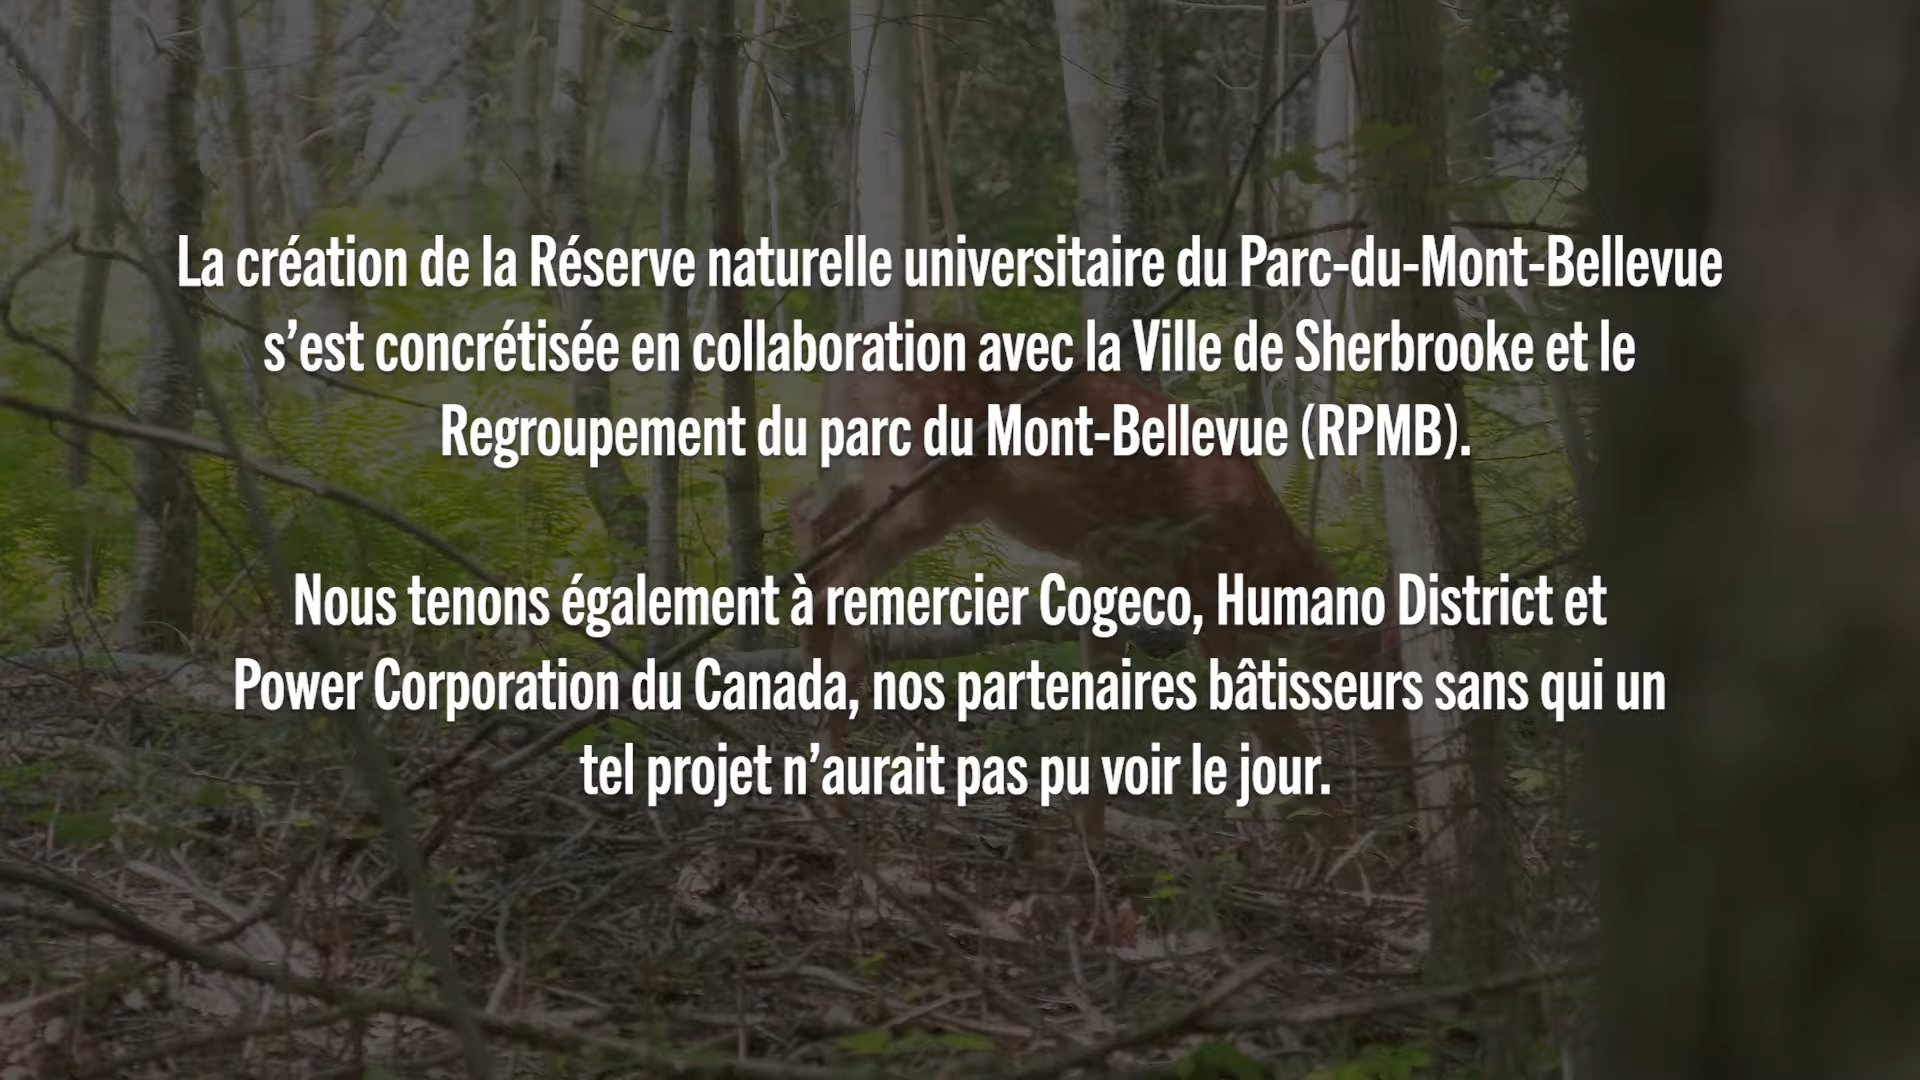 La création de la Réserve naturelle universitaire du Parc-du-Mont-Bellevue
s’est concrétisée en collaboration avec la Ville de Sherbrooke et le
Regroupement du parc du Mont-Bellevue (RPMB).
Nous tenons également à remercier Cogeco, Humano District et
Power Corporation du Canada, nos partenaires bâtisseurs sans qui un
tel projet n’aurait pas pu voir le jour.